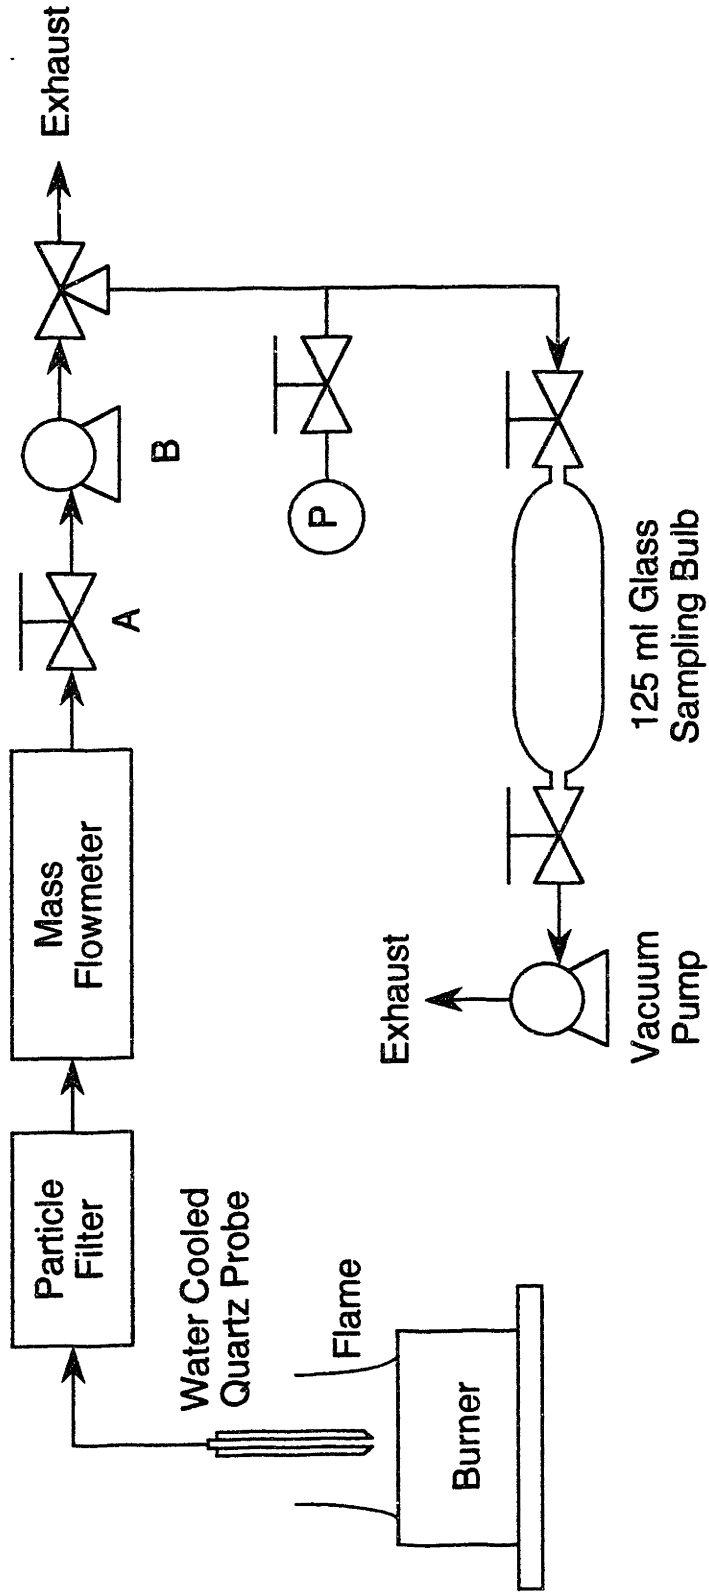 Exhaust
B
A
P
Mass
Flowmeter
125 ml Glass
Sampling Bulb
Exhaust
Vacuum
Pump
Particle
Filter
Water Cooled
Quartz Probe
Flame
Burner